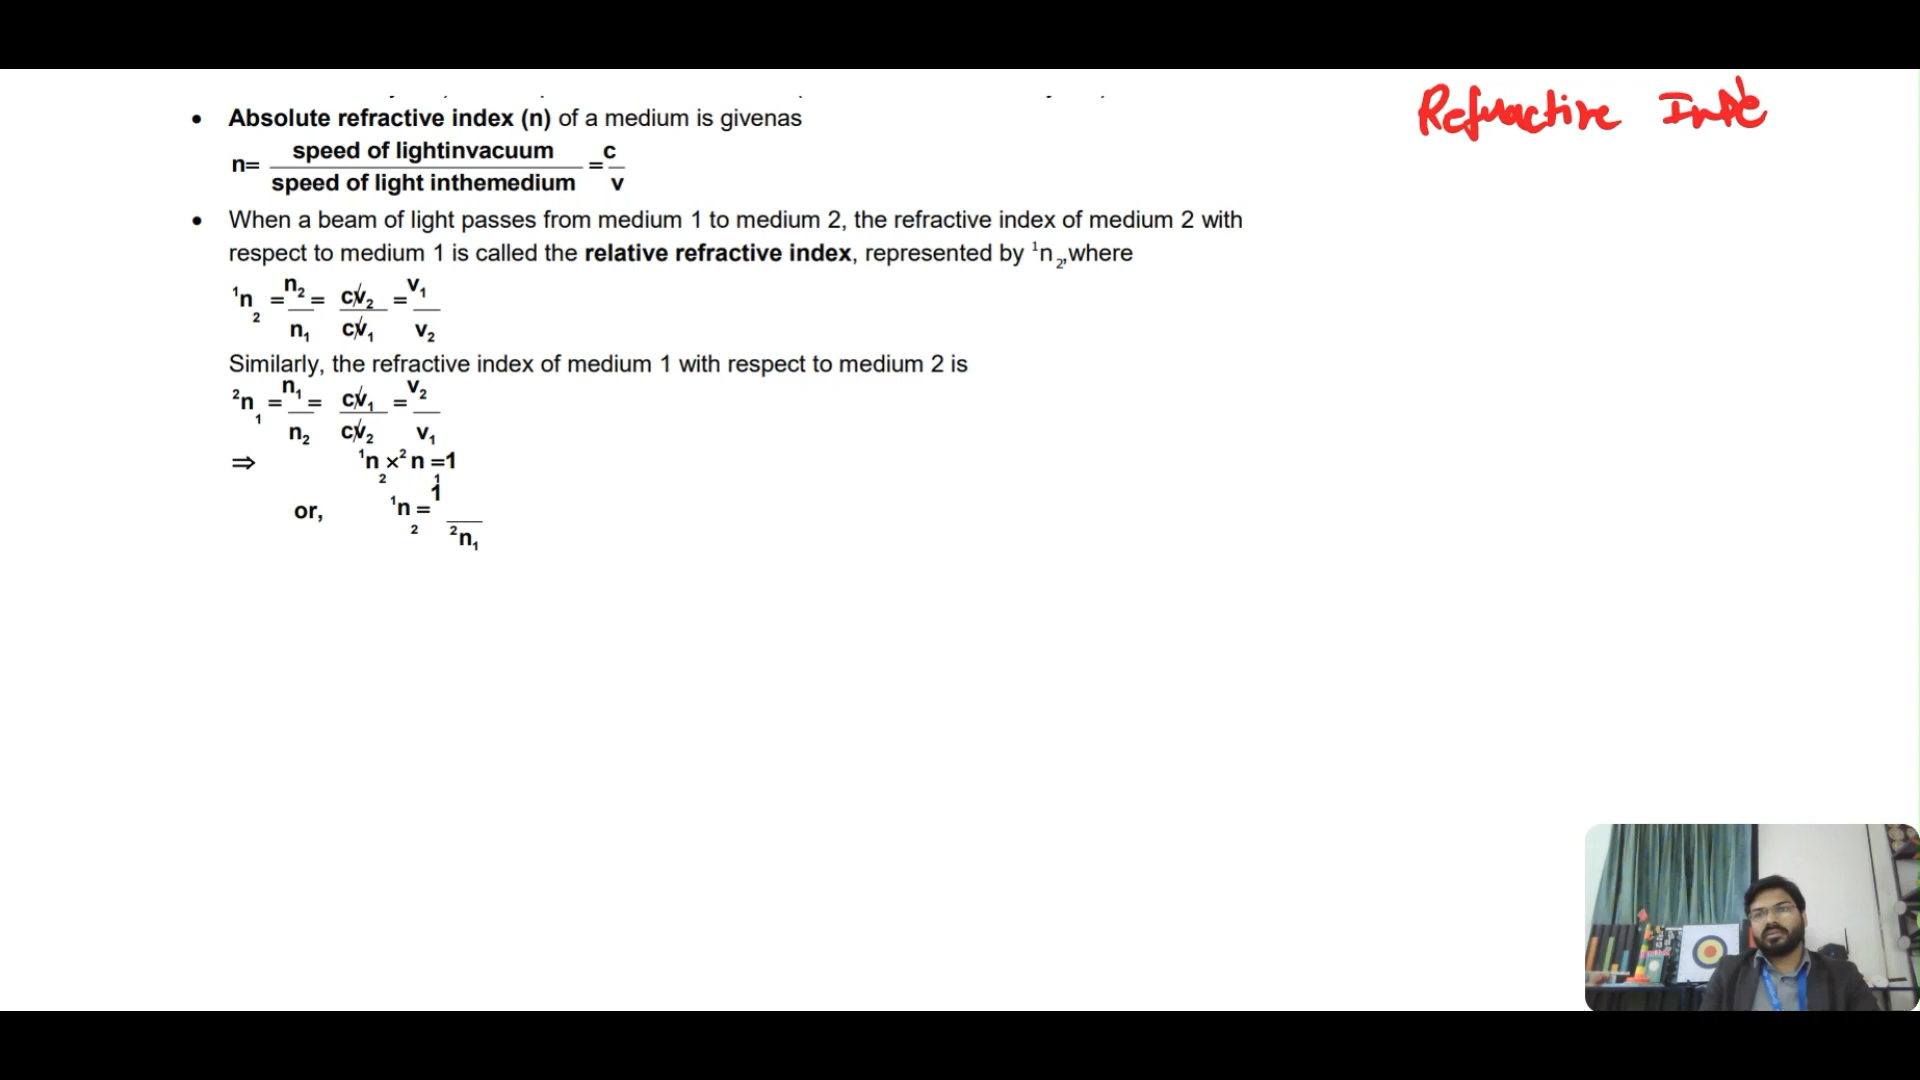 Refractive Inde
• Absolute refractive index (n) of a medium is givenas
n= speed of lightinvacuum / speed of light inthemedium = c / v
• When a beam of light passes from medium 1 to medium 2, the refractive index of medium 2 with
respect to medium 1 is called the relative refractive index, represented by ¹n₂,where
¹n₂ = n₂ / n₁ = c/v₂ / c/v₁ = v₁ / v₂
Similarly, the refractive index of medium 1 with respect to medium 2 is
²n₁ = n₁ / n₂ = c/v₁ / c/v₂ = v₂ / v₁
⇒ ¹n₂ ×²n₁ =1
or, ¹n₂ = 1 / ²n₁